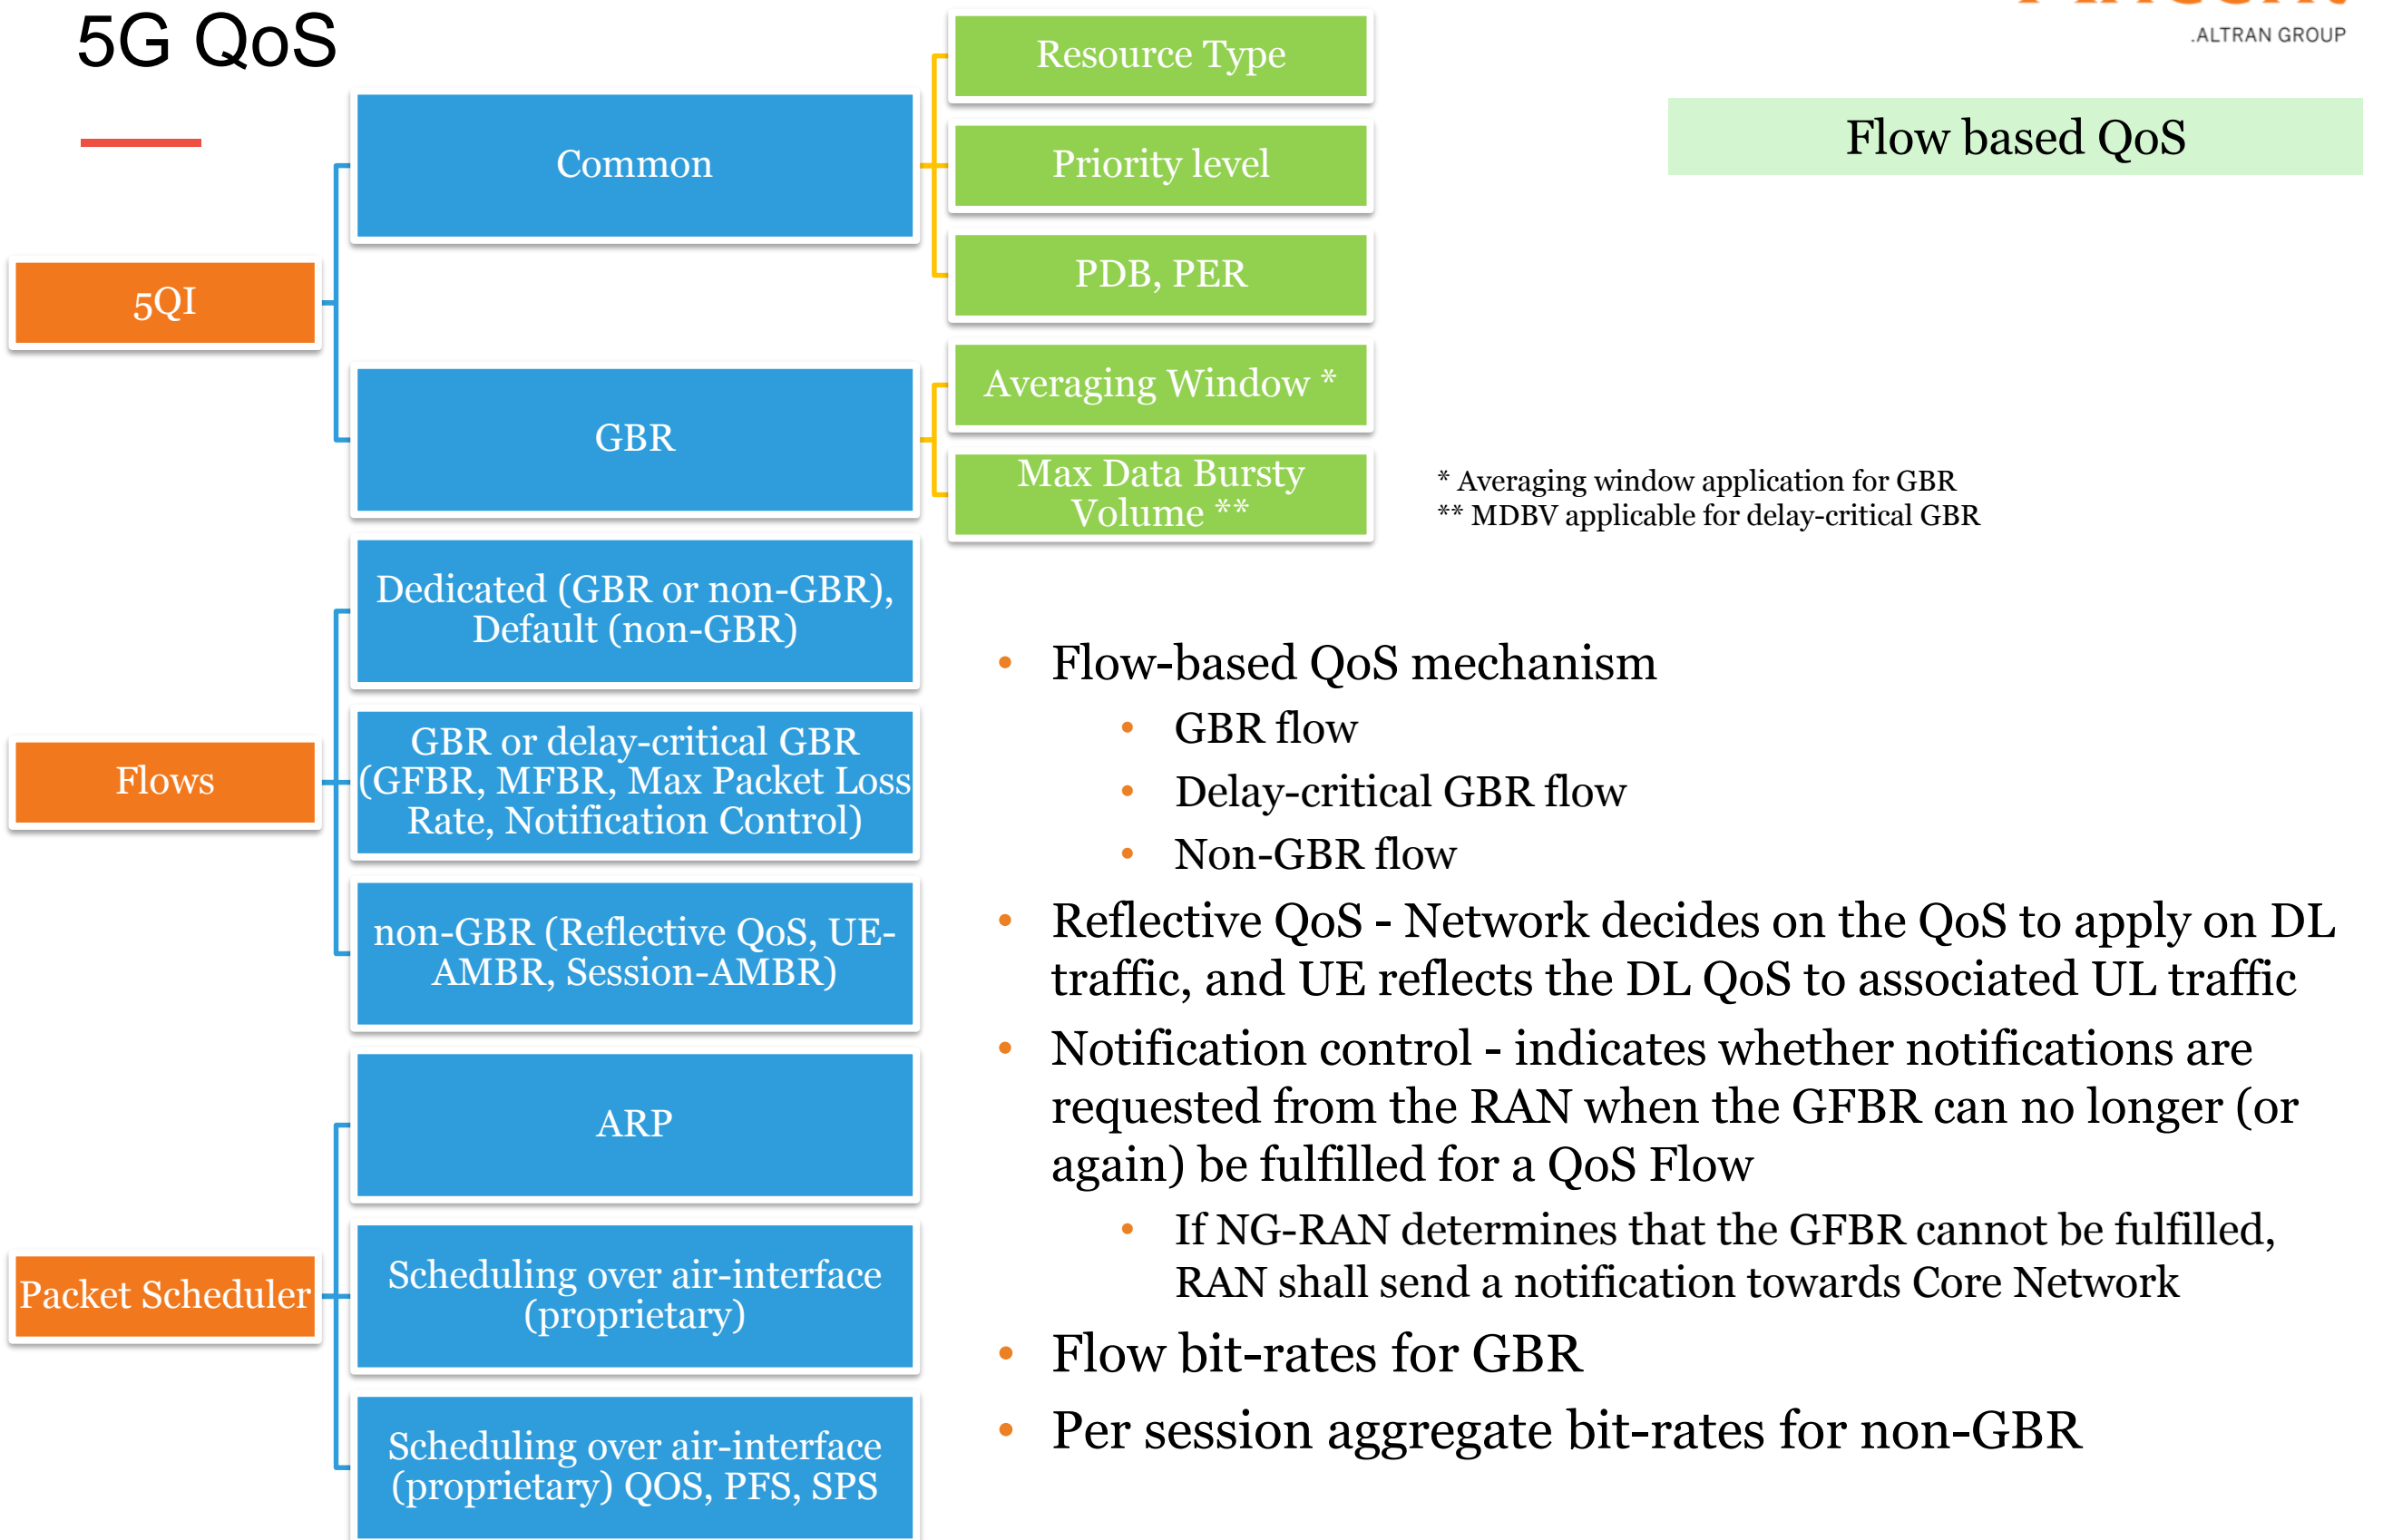 5G QoS
.ALTRAN GROUP
Flow based QoS
5QI
Common
Resource Type
Priority level
PDB, PER
GBR
Averaging Window *
Max Data Bursty
Volume **
* Averaging window application for GBR
** MDBV applicable for delay-critical GBR
Flows
Dedicated (GBR or non-GBR),
Default (non-GBR)
GBR or delay-critical GBR
(GFBR, MFBR, Max Packet Loss
Rate, Notification Control)
non-GBR (Reflective QoS, UE-
AMBR, Session-AMBR)
Packet Scheduler
ARP
Scheduling over air-interface
(proprietary)
Scheduling over air-interface
(proprietary) QOS, PFS, SPS
• Flow-based QoS mechanism
• GBR flow
• Delay-critical GBR flow
• Non-GBR flow
• Reflective QoS - Network decides on the QoS to apply on DL
traffic, and UE reflects the DL QoS to associated UL traffic
• Notification control - indicates whether notifications are
requested from the RAN when the GFBR can no longer (or
again) be fulfilled for a QoS Flow
• If NG-RAN determines that the GFBR cannot be fulfilled,
RAN shall send a notification towards Core Network
• Flow bit-rates for GBR
• Per session aggregate bit-rates for non-GBR